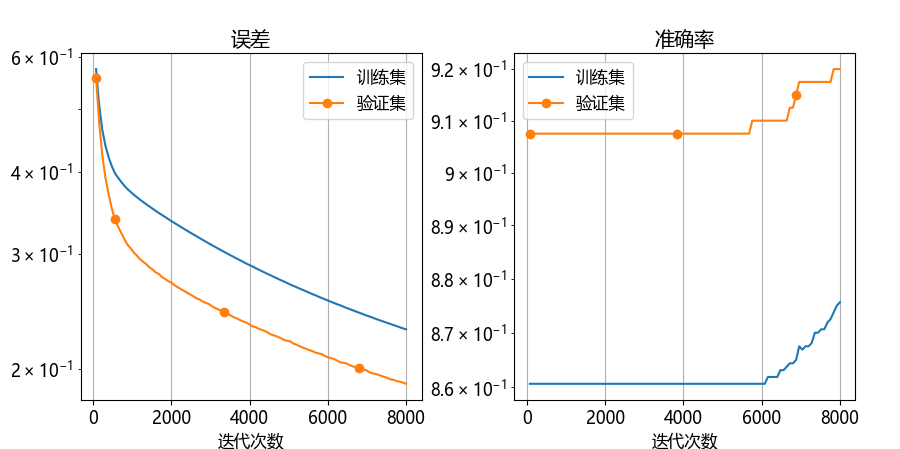 误差
6 × 10⁻¹
4 × 10⁻¹
3 × 10⁻¹
2 × 10⁻¹
训练集
验证集
0 2000 4000 6000 8000
迭代次数
准确率
9.2 × 10⁻¹
9.1 × 10⁻¹
9 × 10⁻¹
8.9 × 10⁻¹
8.8 × 10⁻¹
8.7 × 10⁻¹
8.6 × 10⁻¹
训练集
验证集
0 2000 4000 6000 8000
迭代次数